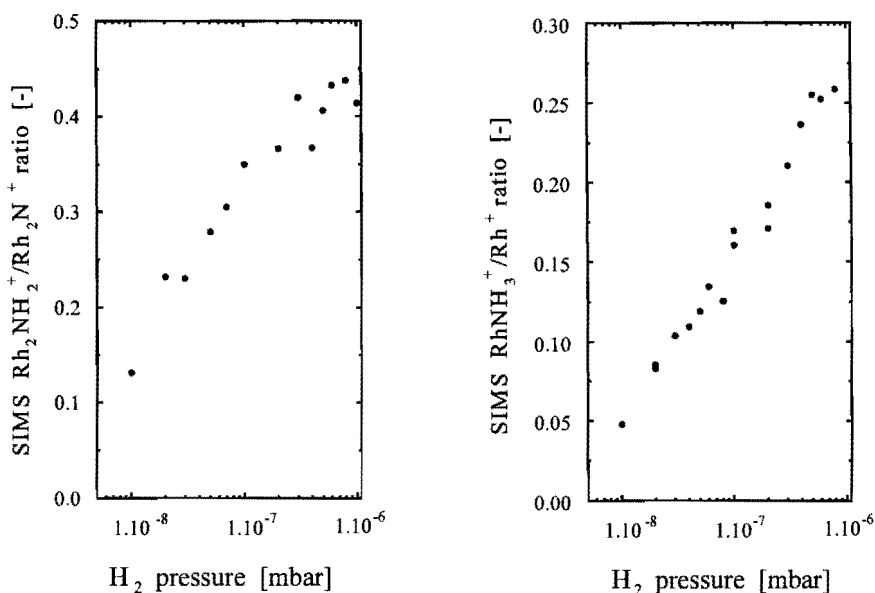 SIMS Rh₂NH₂⁺/Rh₂N⁺ ratio [-]
0.5
0.4
0.3
0.2
0.1
0.0
1.10⁻⁸ 1.10⁻⁷ 1.10⁻⁶
H₂ pressure [mbar]
SIMS RhNH₃⁺/Rh⁺ ratio [-]
0.30
0.25
0.20
0.15
0.10
0.05
0.00
1.10⁻⁸ 1.10⁻⁷ 1.10⁻⁶
H₂ pressure [mbar]